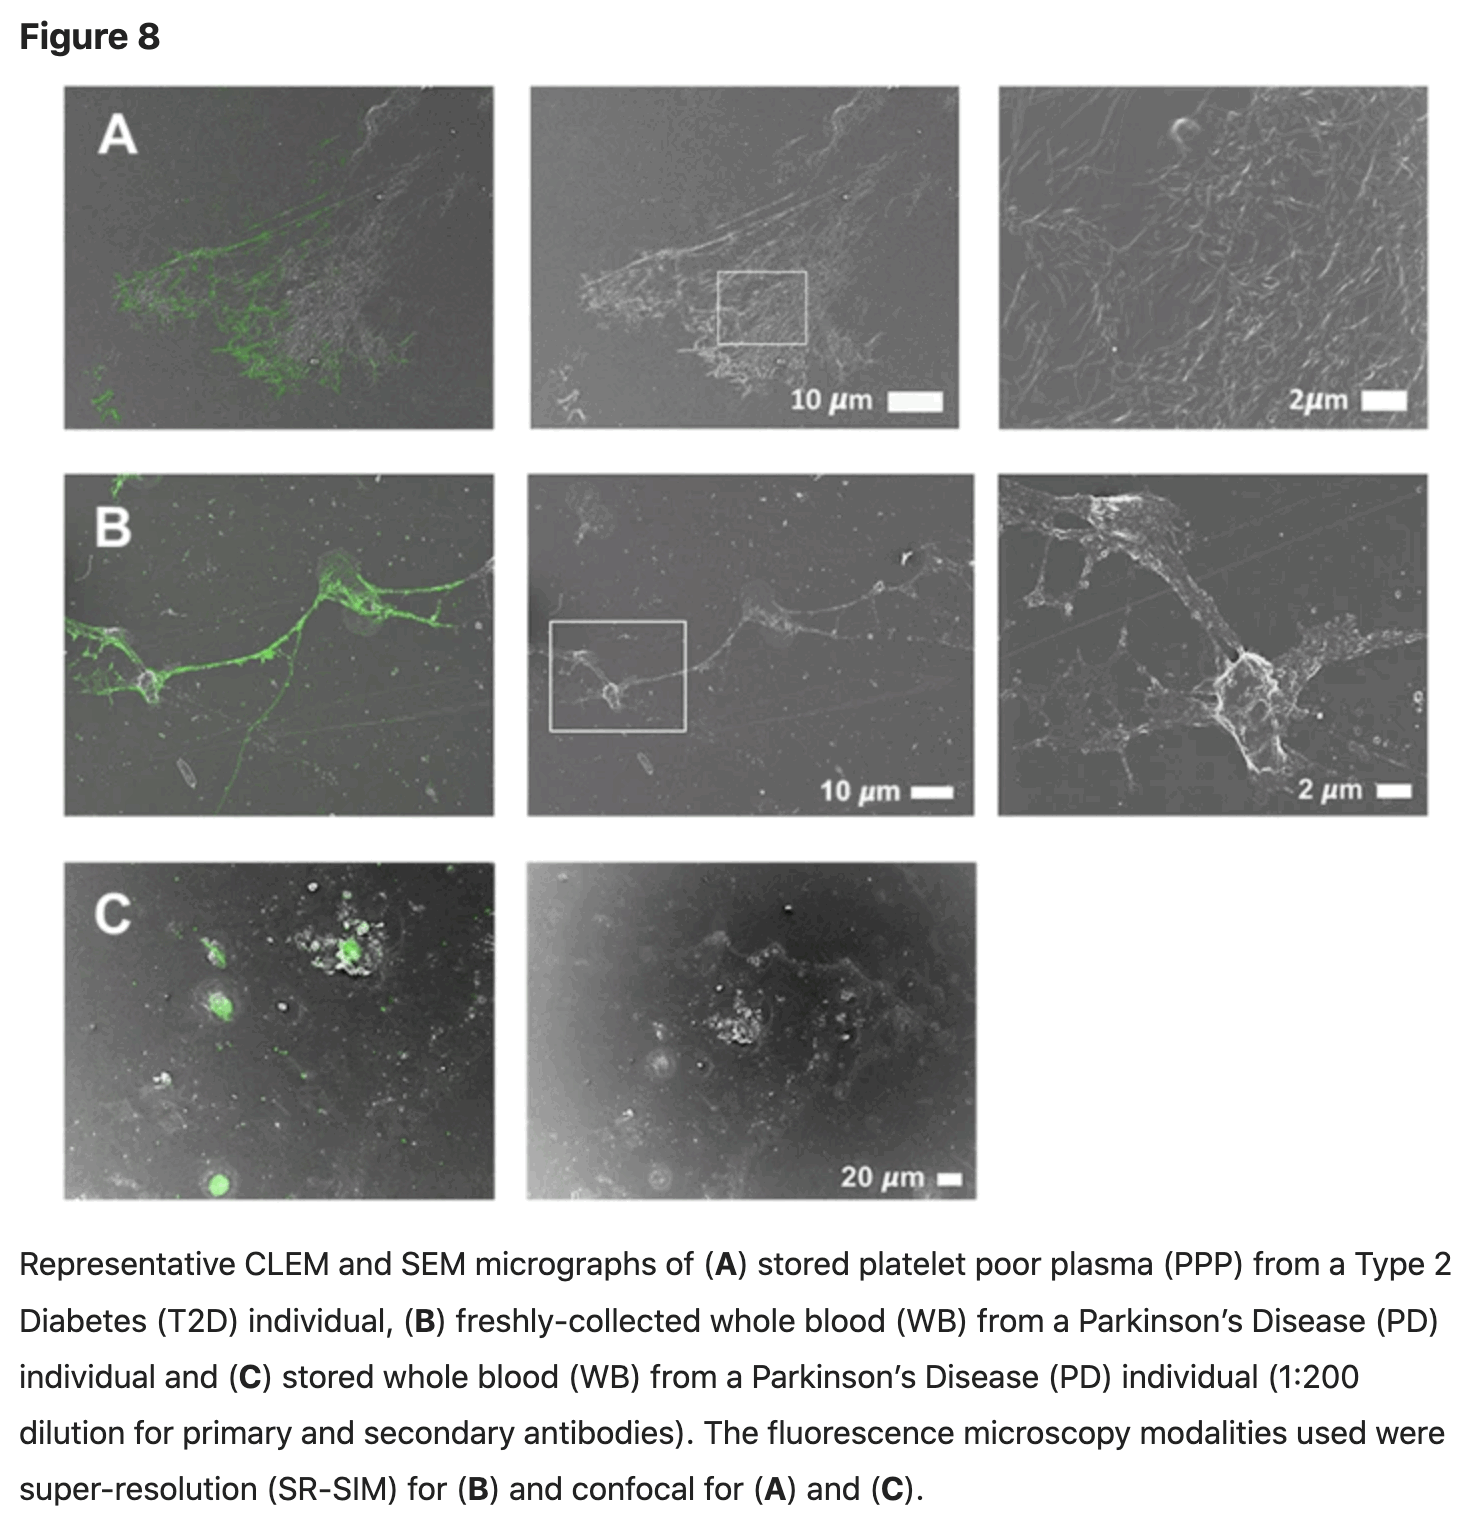 Figure 8
A
10 μm
2μm
B
10 μm
2 μm
C
20 μm
Representative CLEM and SEM micrographs of (A) stored platelet poor plasma (PPP) from a Type 2
Diabetes (T2D) individual, (B) freshly-collected whole blood (WB) from a Parkinson’s Disease (PD)
individual and (C) stored whole blood (WB) from a Parkinson’s Disease (PD) individual (1:200
dilution for primary and secondary antibodies). The fluorescence microscopy modalities used were
super-resolution (SR-SIM) for (B) and confocal for (A) and (C).